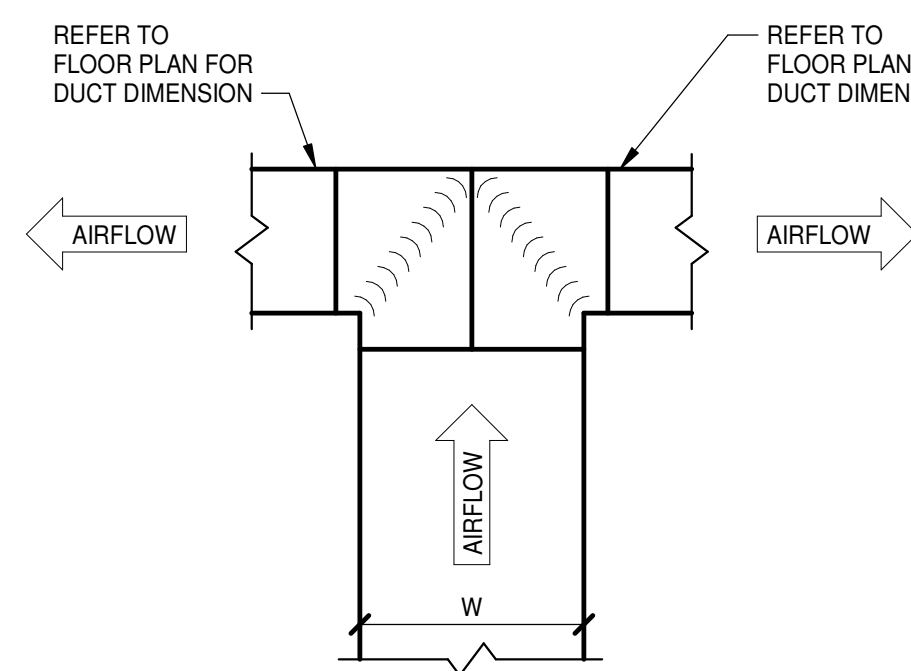 REFER TO
FLOOR PLAN FOR
DUCT DIMENSION
REFER TO
FLOOR PLAN
DUCT DIMEN
AIRFLOW
AIRFLOW
AIRFLOW
W